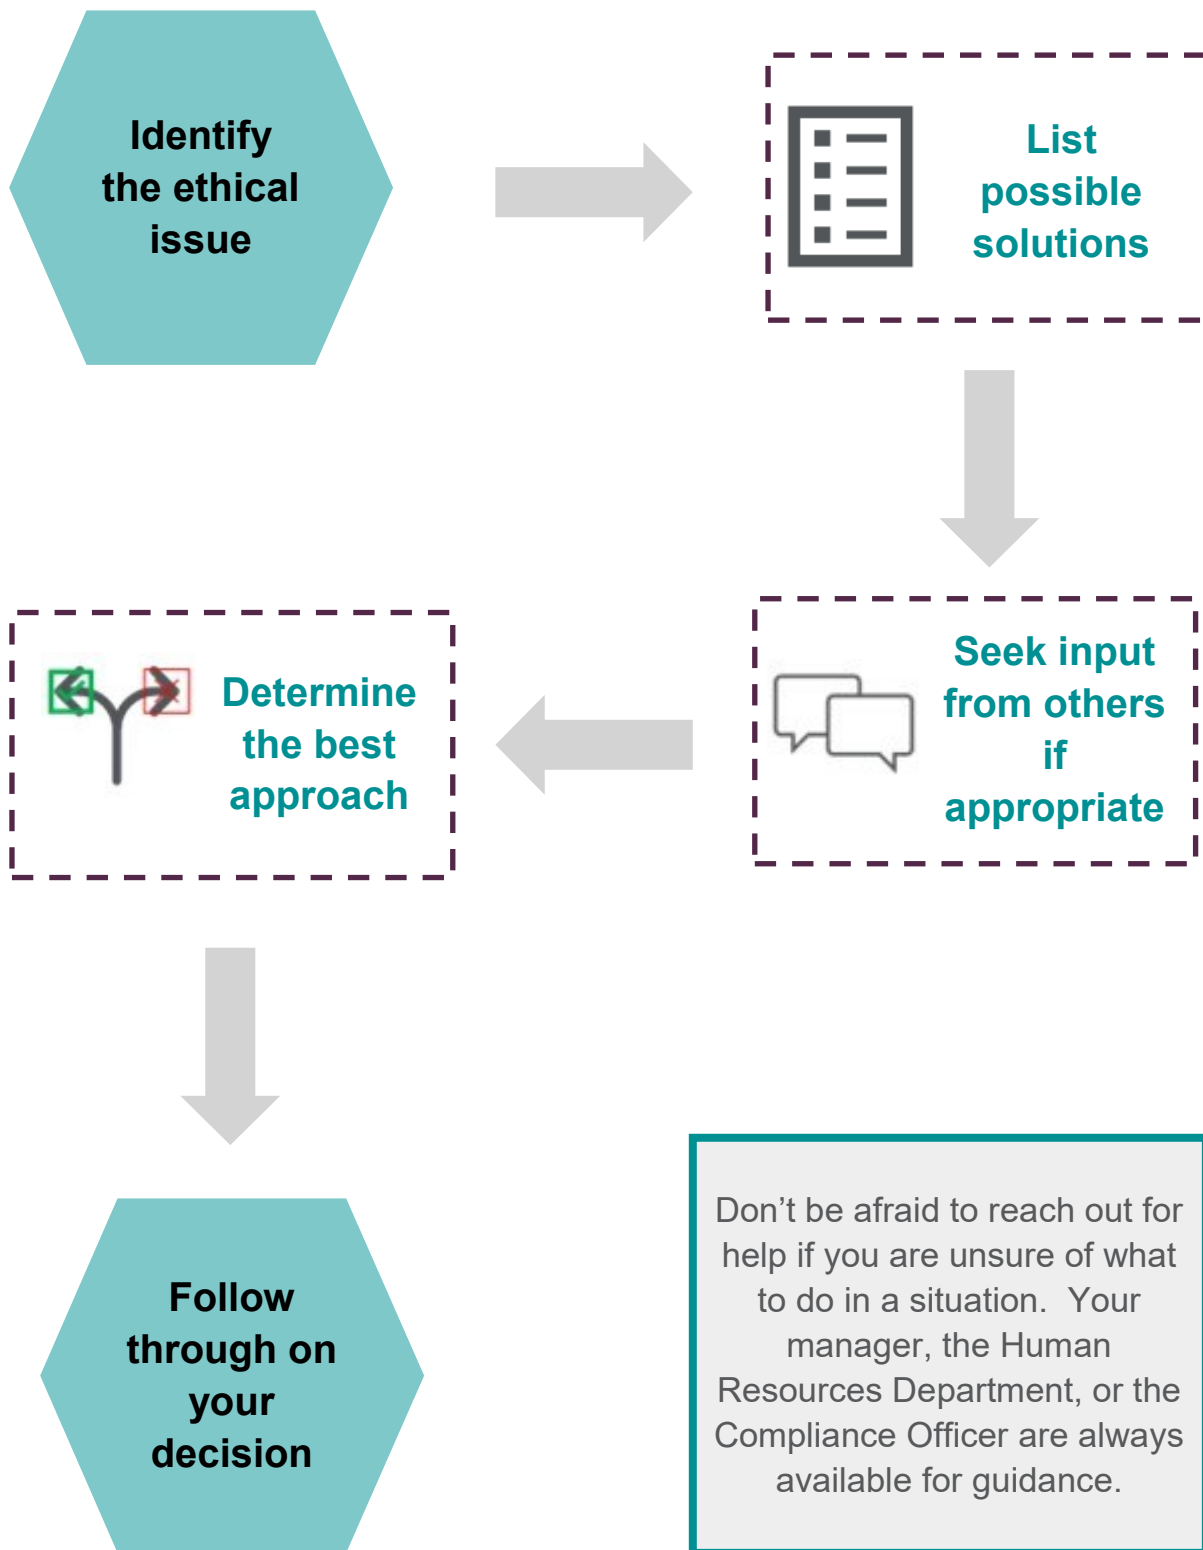 Identify
the ethical
issue
List
possible
solutions
Seek input
from others
if
appropriate
Determine
the best
approach
Follow
through on
your
decision
Don’t be afraid to reach out for
help if you are unsure of what
to do in a situation.  Your
manager, the Human
Resources Department, or the
Compliance Officer are always
available for guidance.